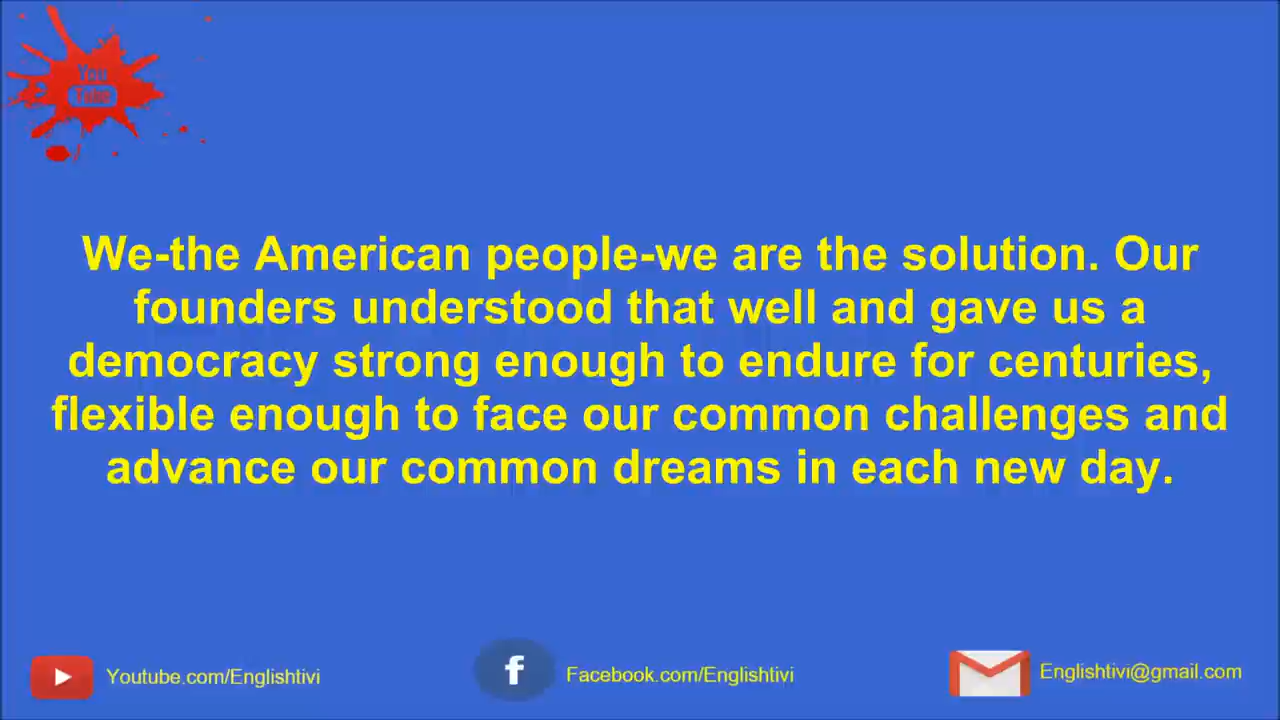 You
Tube
We-the American people-we are the solution. Our
founders understood that well and gave us a
democracy strong enough to endure for centuries,
flexible enough to face our common challenges and
advance our common dreams in each new day.
Youtube.com/Englishtivi
f
Facebook.com/Englishtivi
Englishtivi@gmail.com